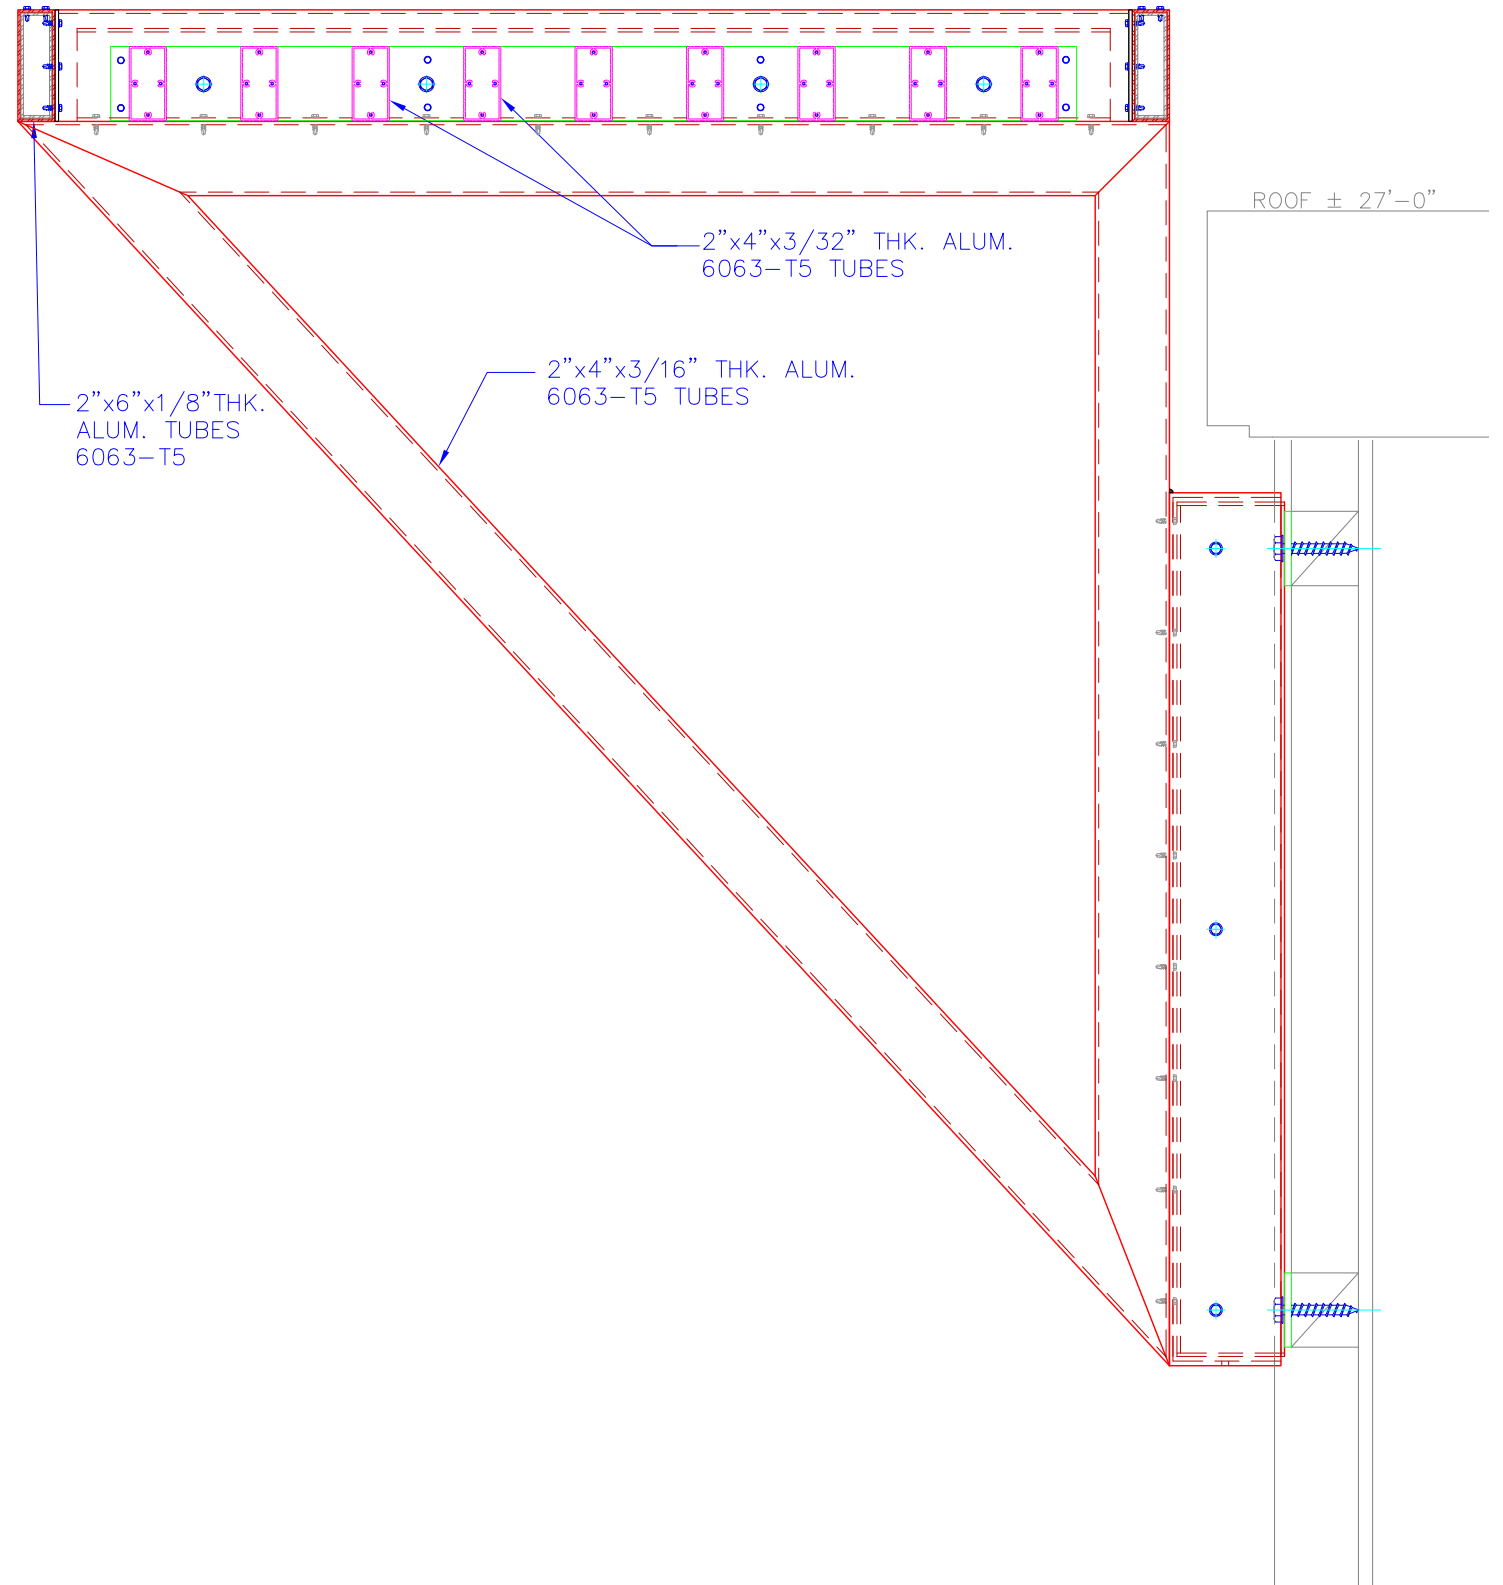 ROOF ± 27'-0"
2"x4"x3/32" THK. ALUM.
6063-T5 TUBES
2"x4"x3/16" THK. ALUM.
6063-T5 TUBES
2"x6"x1/8"THK.
ALUM. TUBES
6063-T5